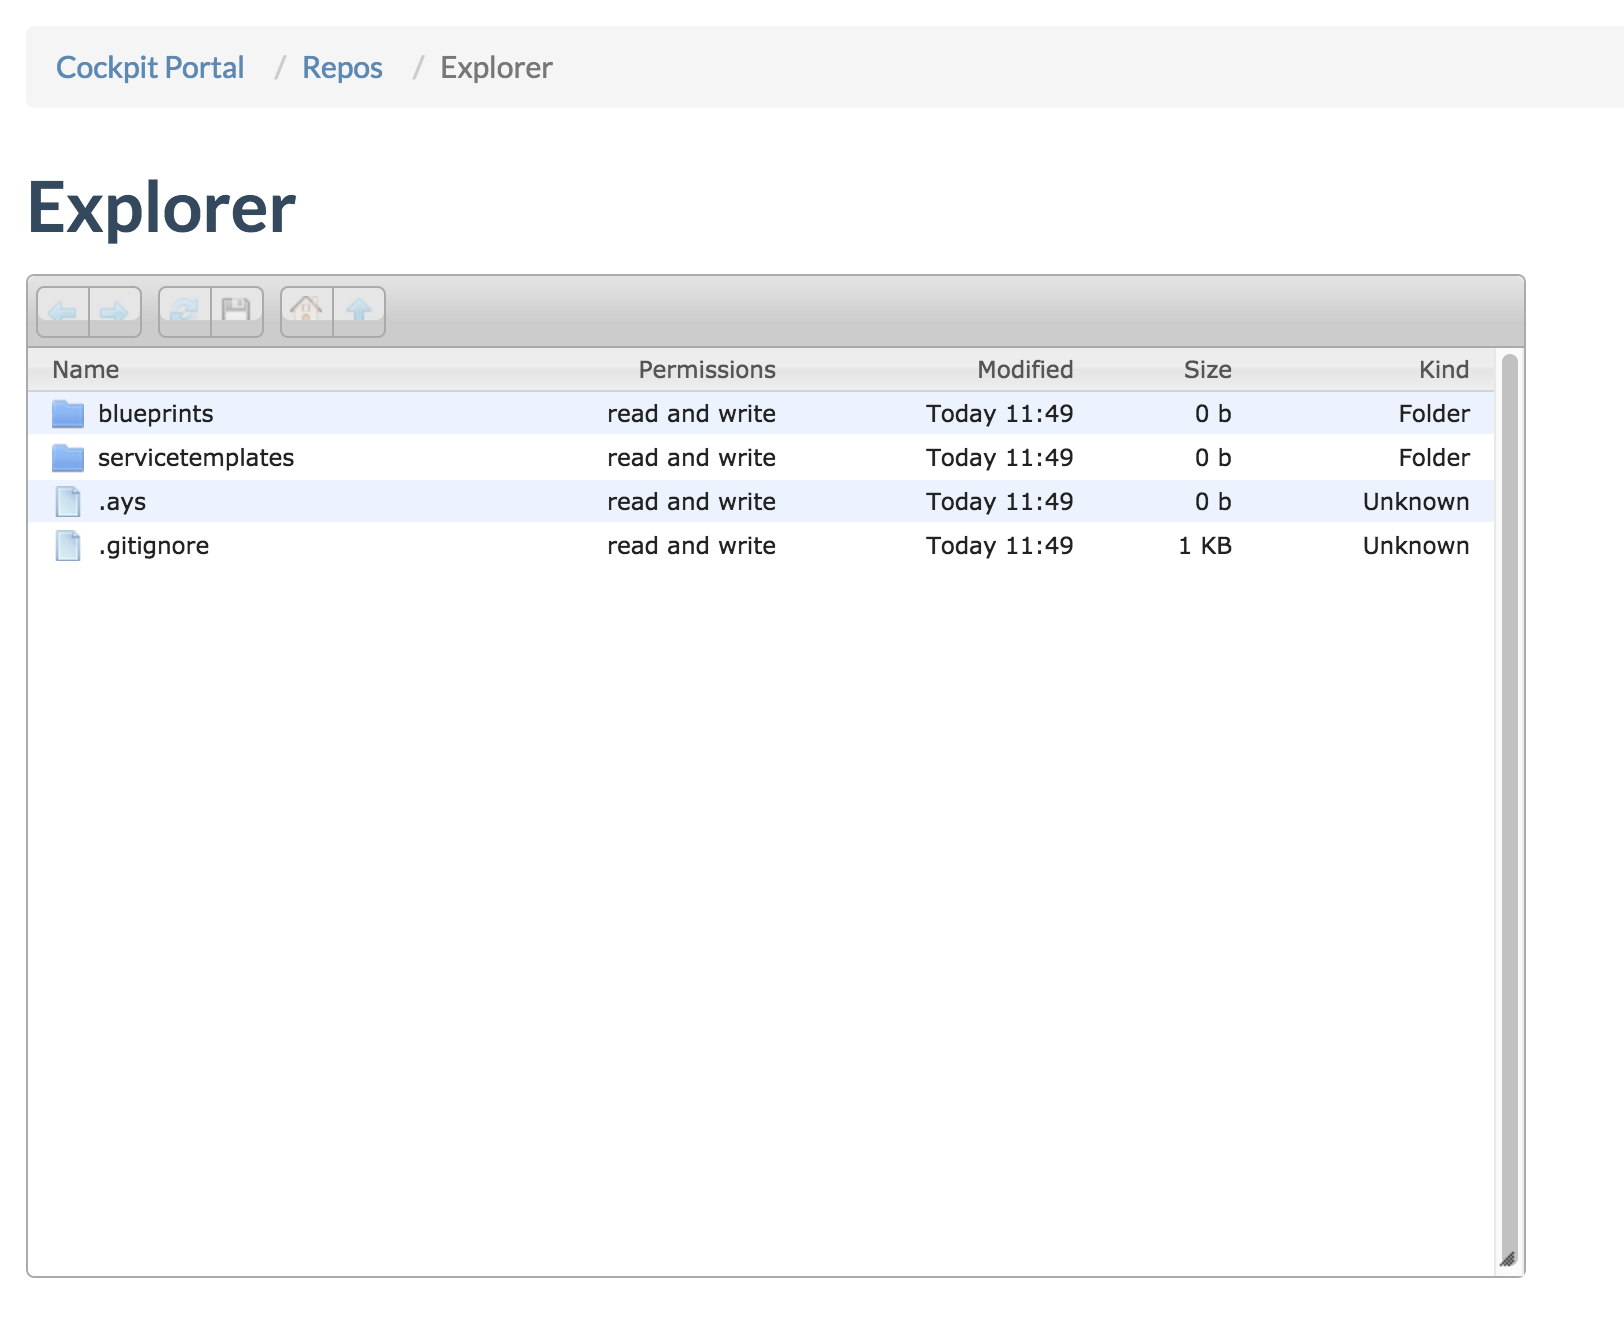 Cockpit Portal / Repos / Explorer
Explorer
Name Permissions Modified Size Kind
blueprints read and write Today 11:49 0 b Folder
servicetemplates read and write Today 11:49 0 b Folder
.ays read and write Today 11:49 0 b Unknown
.gitignore read and write Today 11:49 1 KB Unknown